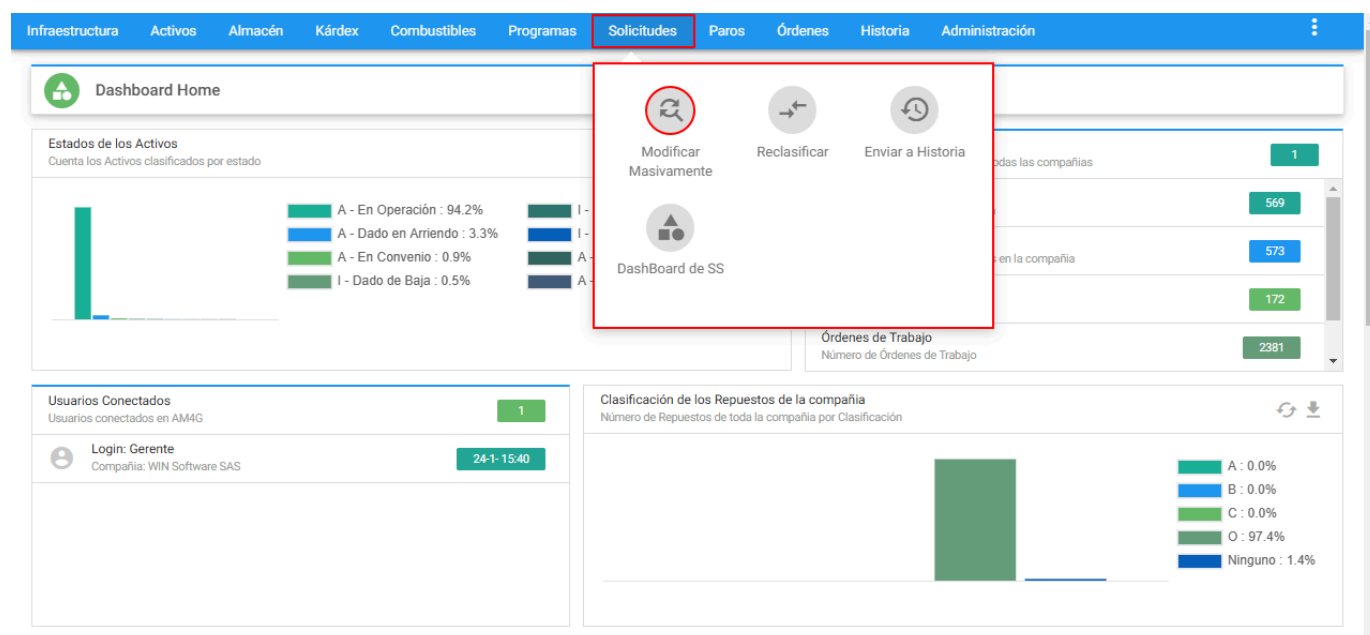 Infraestructura Activos Almacén Kárdex Combustibles Programas Solicitudes Paros Órdenes Historia Administración
Dashboard Home
Modificar
Masivamente
Reclasificar
Enviar a Historia
DashBoard de SS
Estados de los Activos
Cuenta los Activos clasificados por estado
A - En Operación : 94.2%
A - Dado en Arriendo : 3.3%
A - En Convenio : 0.9%
I - Dado de Baja : 0.5%
I -
I -
A -
A -
odas las compañias
1
569
en la compañia
573
172
Órdenes de Trabajo
Número de Órdenes de Trabajo
2381
Usuarios Conectados
Usuarios conectados en AM4G
1
Login: Gerente
Compañia: WIN Software SAS
24-1- 15:40
Clasificación de los Repuestos de la compañia
Número de Repuestos de toda la compañia por Clasificación
A : 0.0%
B : 0.0%
C : 0.0%
O : 97.4%
Ninguno : 1.4%